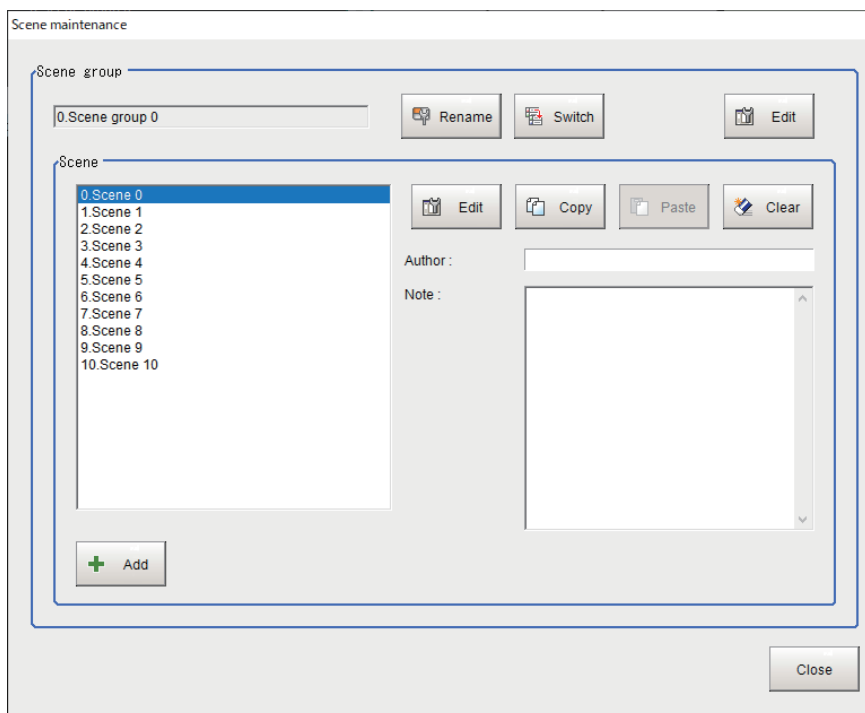 Scene maintenance
Scene group
0.Scene group 0
Rename
Switch
Edit
Scene
0.Scene 0
1.Scene 1
2.Scene 2
3.Scene 3
4.Scene 4
5.Scene 5
6.Scene 6
7.Scene 7
8.Scene 8
9.Scene 9
10.Scene 10
Edit
Copy
Paste
Clear
Author :
Note :
Add
Close